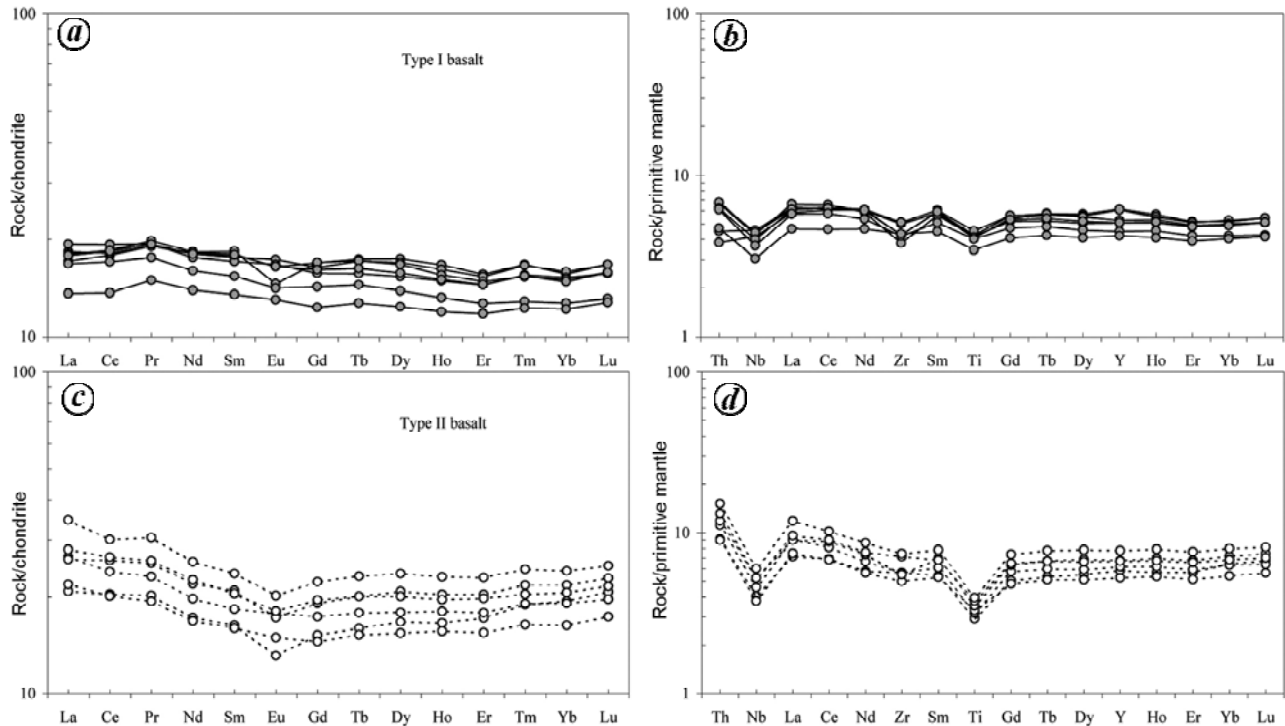 a
Type I basalt
100
10
Rock/chondrite
La Ce Pr Nd Sm Eu Gd Tb Dy Ho Er Tm Yb Lu
b
100
10
1
Rock/primitive mantle
Th Nb La Ce Nd Zr Sm Ti Gd Tb Dy Y Ho Er Yb Lu
c
Type II basalt
100
10
Rock/chondrite
La Ce Pr Nd Sm Eu Gd Tb Dy Ho Er Tm Yb Lu
d
100
10
1
Rock/primitive mantle
Th Nb La Ce Nd Zr Sm Ti Gd Tb Dy Y Ho Er Yb Lu